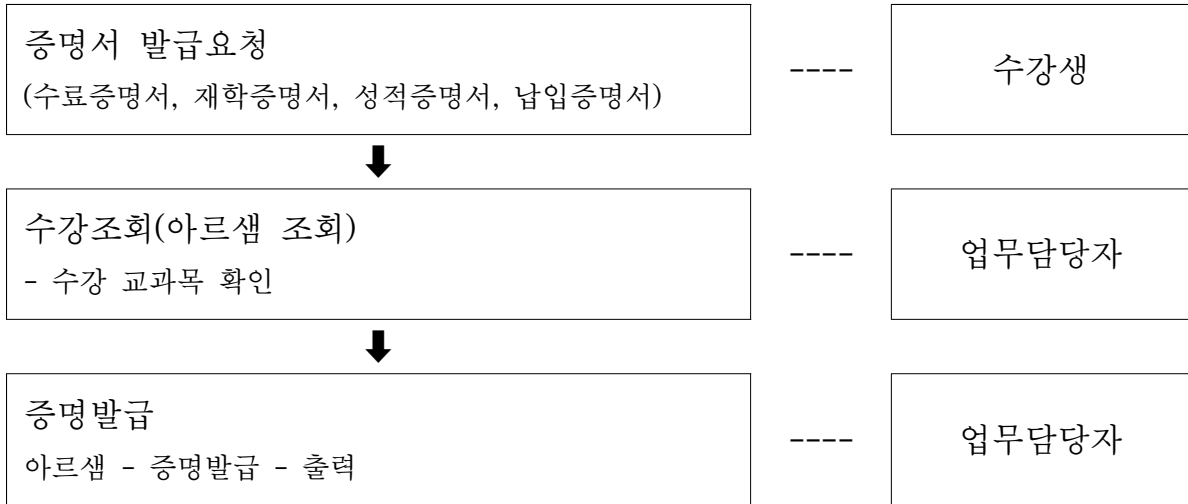 증명서 발급요청
(수료증명서, 재학증명서, 성적증명서, 납입증명서)
----
수강생
수강조회(아르샘 조회)
- 수강 교과목 확인
----
업무담당자
증명발급
아르샘 - 증명발급 - 출력
----
업무담당자